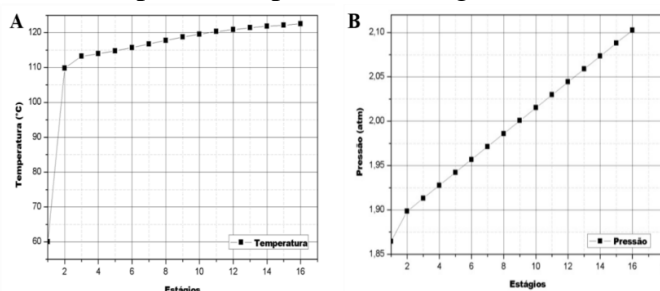 A
120
110
100
90
80
70
60
Temperatura (°C)
2 4 6 8 10 12 14 16
Estágios
Temperatura
B
2,10
2,05
2,00
1,95
1,90
1,85
Pressão (atm)
2 4 6 8 10 12 14 16
Estágios
Pressão